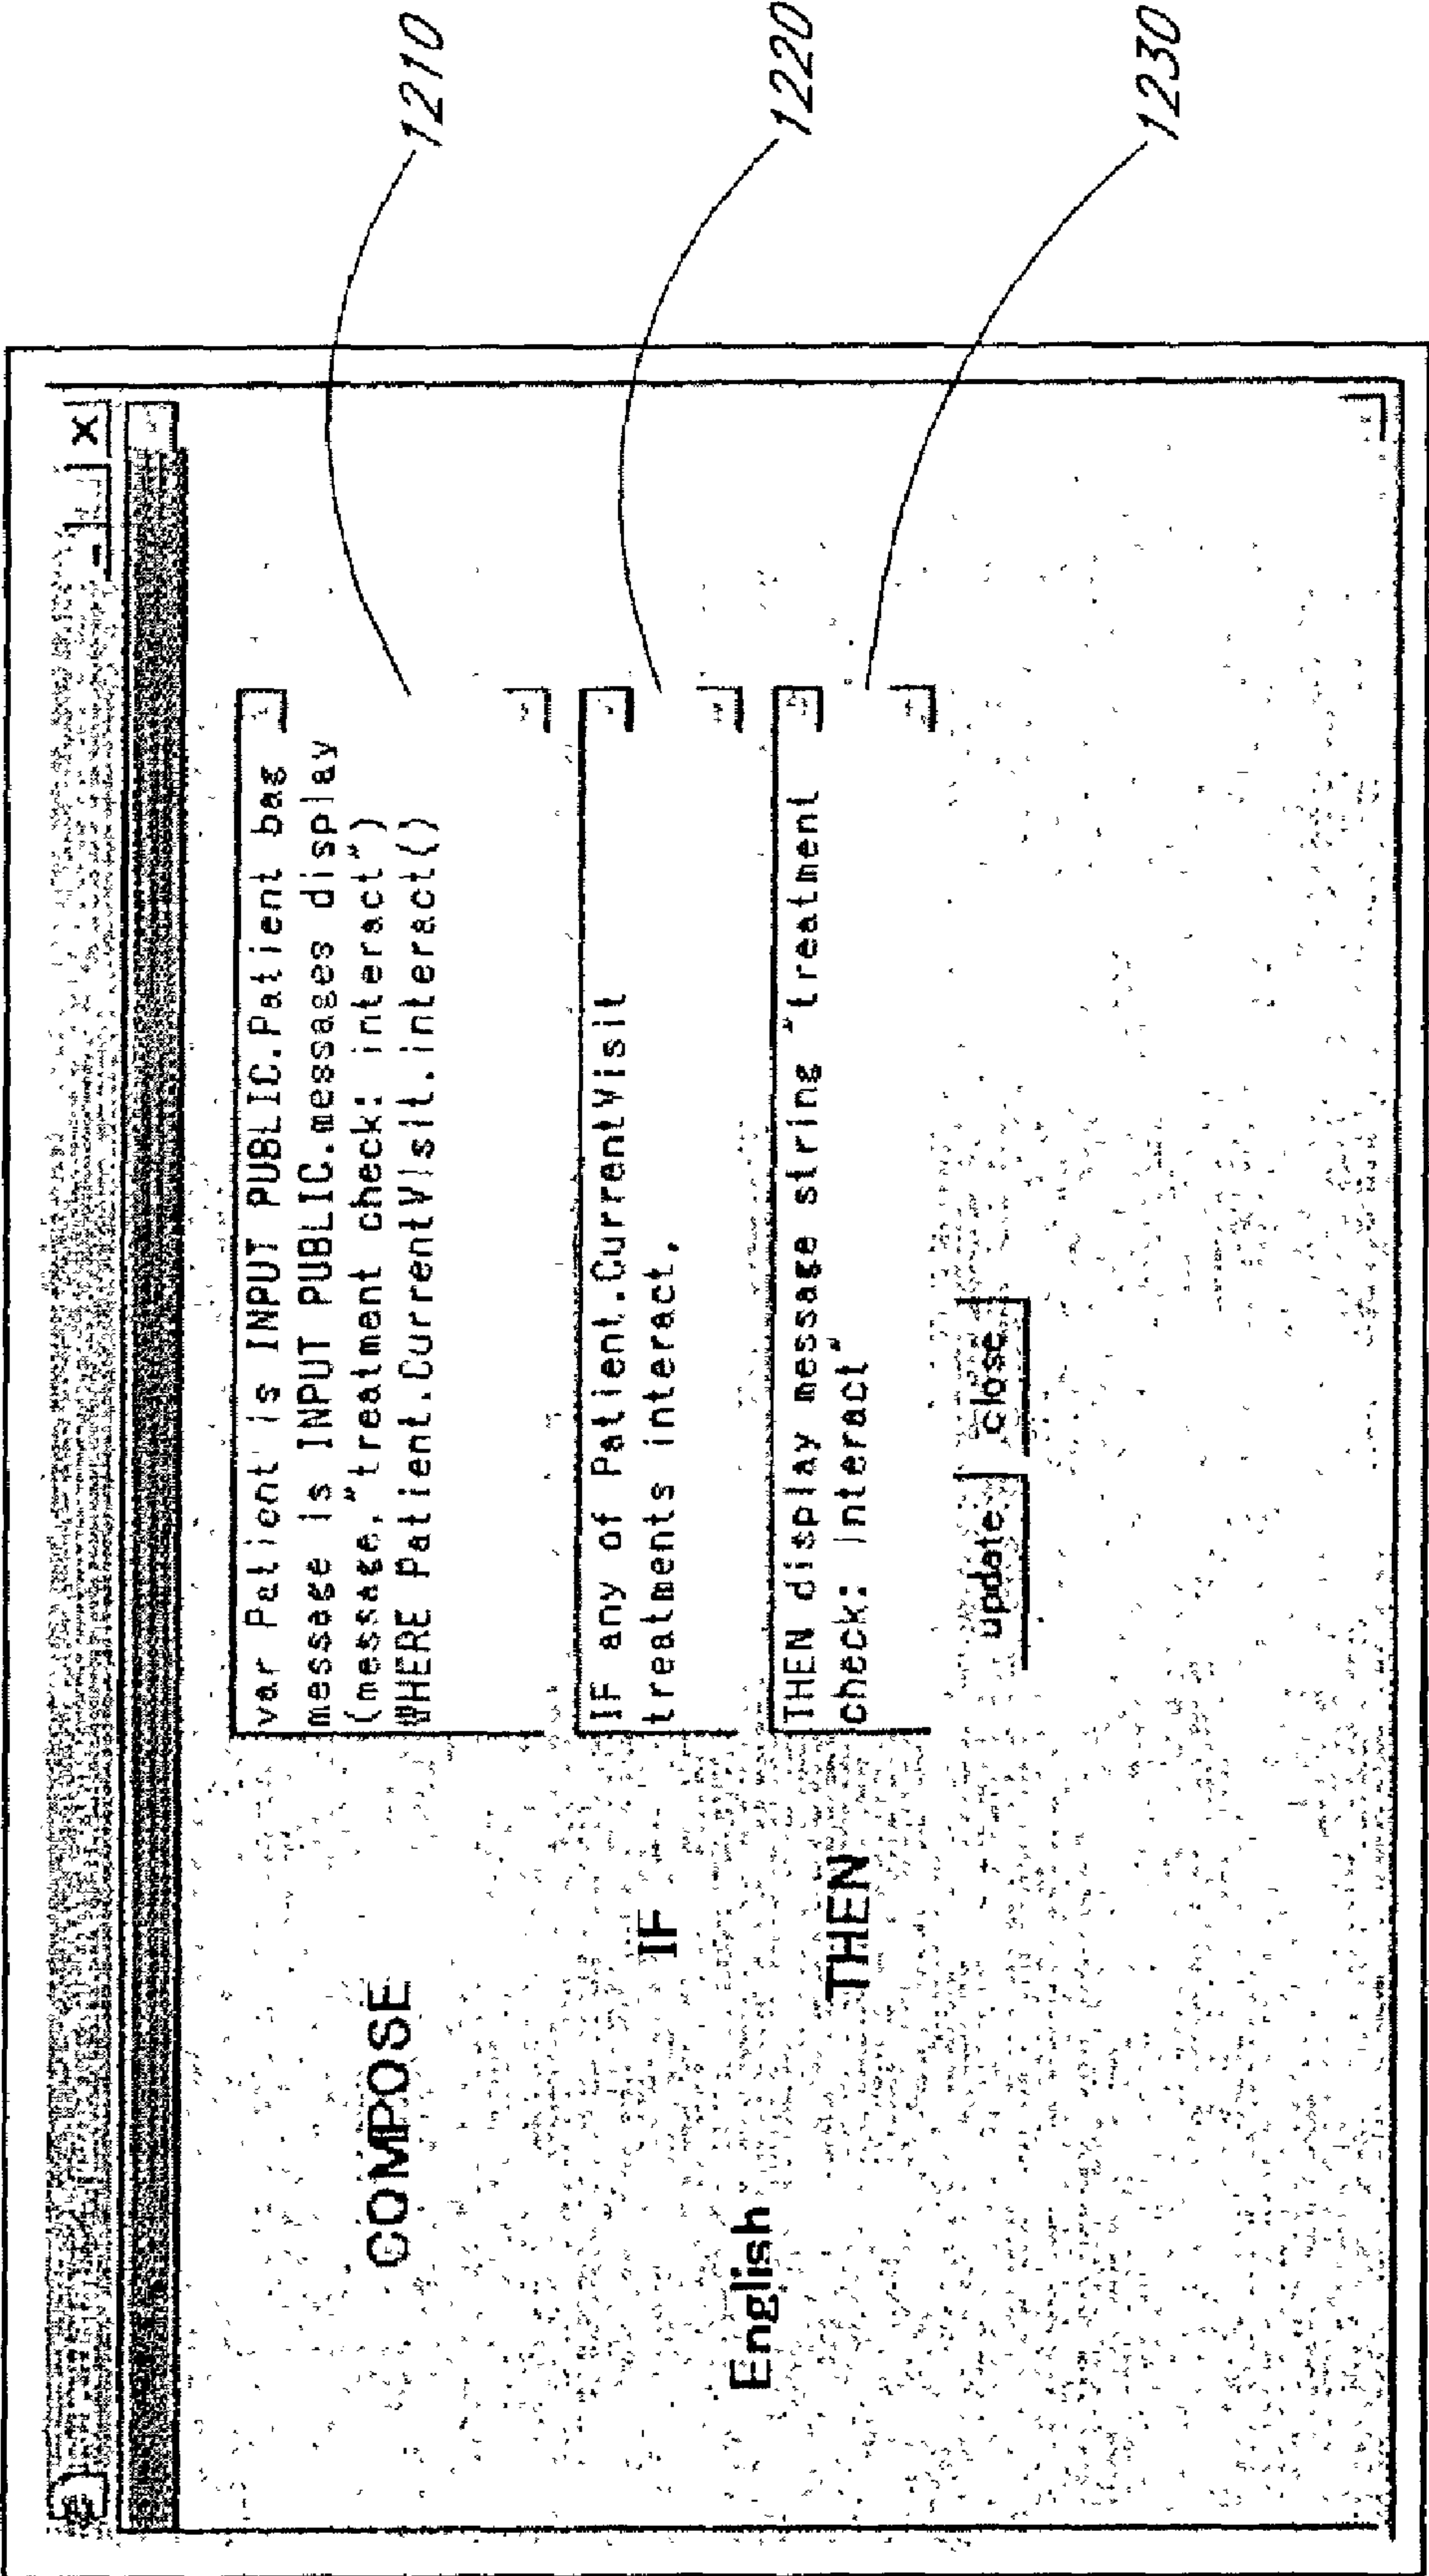 X
COMPOSE
var Patient is INPUT PUBLIC.Patient bag
message is INPUT PUBLIC.messages display
(message,"treatment check: interact")
WHERE Patient.CurrentVisit.interact()
1210
English
IF
IF any of Patient.CurrentVisit
treatments interact.
1220
THEN
THEN display message string "treatment
check: interact"
1230
update
close